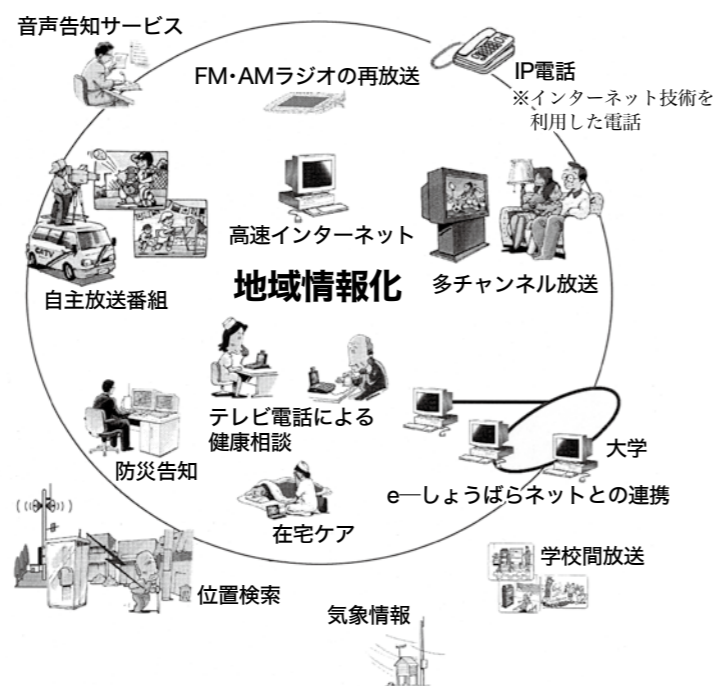 音声告知サービス
FM・AMラジオの再放送
IP電話
※インターネット技術を
利用した電話
高速インターネット
自主放送番組
地域情報化
多チャンネル放送
テレビ電話による
健康相談
防災告知
大学
e―しょうばらネットとの連携
在宅ケア
学校間放送
位置検索
気象情報
CATV